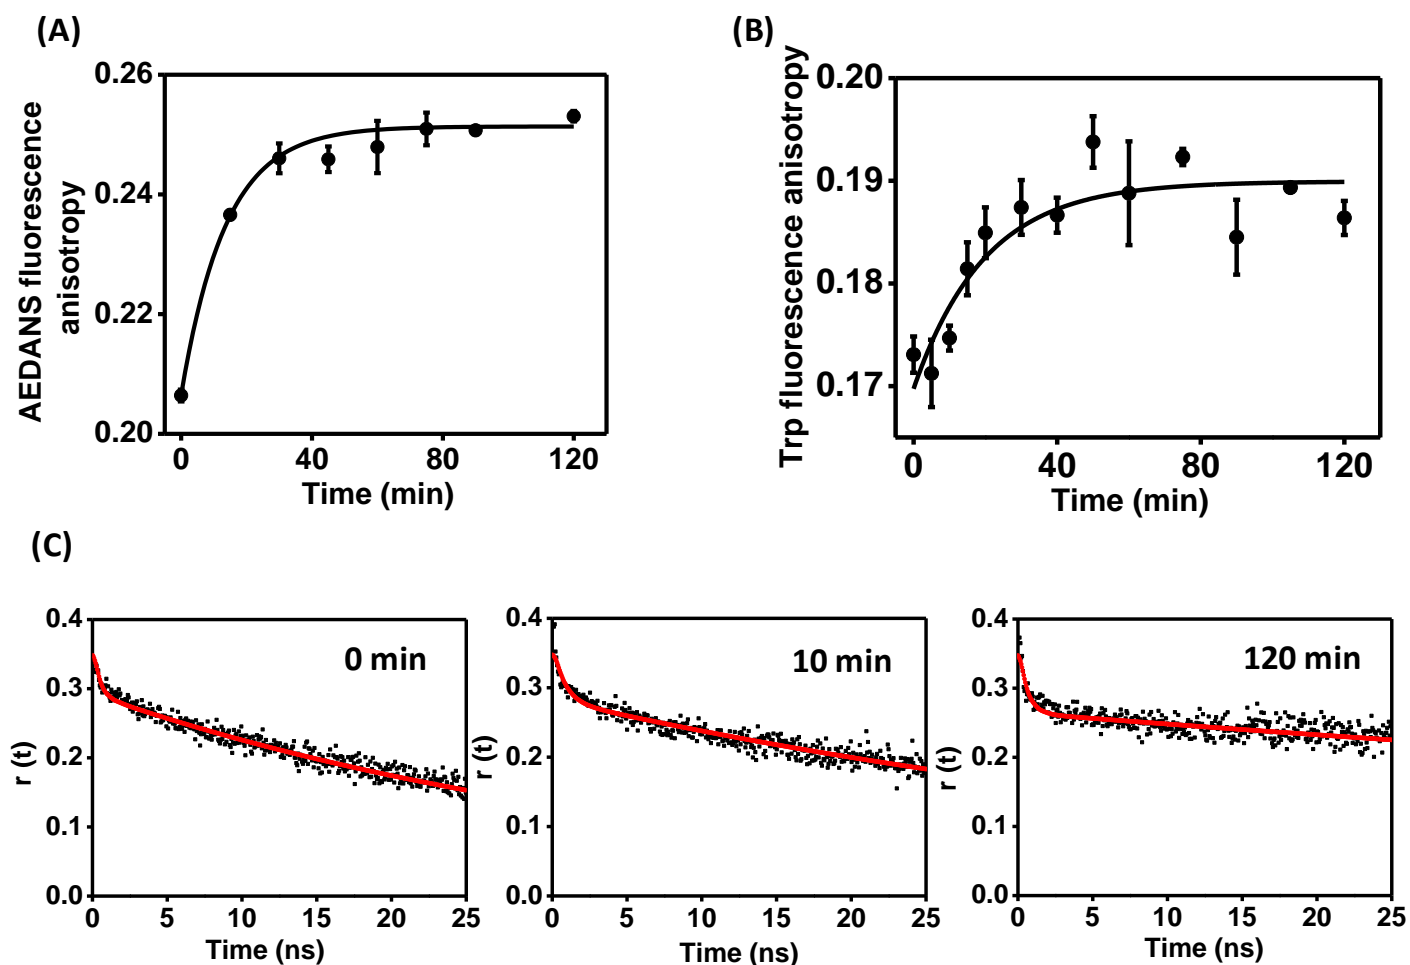 (A)
AEDANS fluorescence
anisotropy
0.26
0.24
0.22
0.20
0 40 80 120
Time (min)
(B)
Trp fluorescence anisotropy
0.20
0.19
0.18
0.17
0 40 80 120
Time (min)
(C)
r (t)
0.4
0.3
0.2
0.1
0.0
0 min
0 5 10 15 20 25
Time (ns)
r (t)
0.4
0.3
0.2
0.1
0.0
10 min
0 5 10 15 20 25
Time (ns)
r (t)
0.4
0.3
0.2
0.1
0.0
120 min
0 5 10 15 20 25
Time (ns)